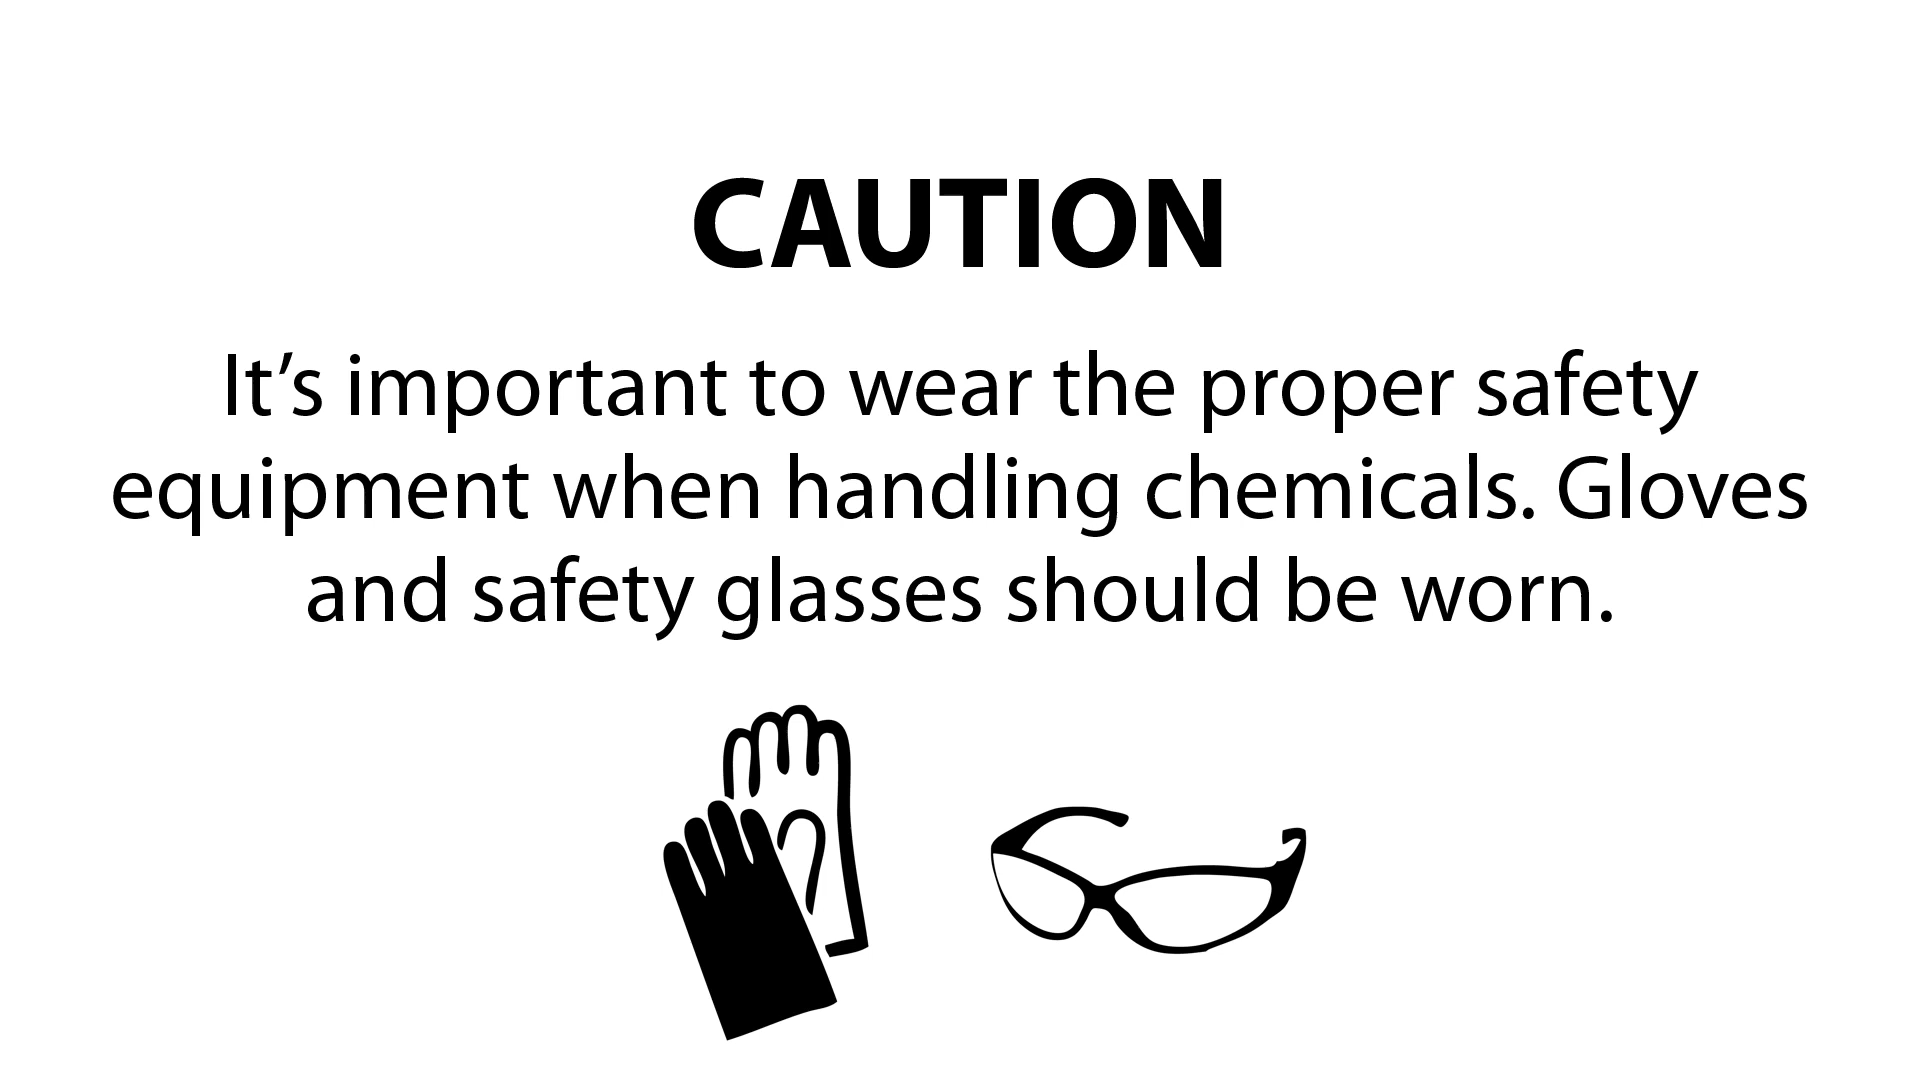 CAUTION
It’s important to wear the proper safety
equipment when handling chemicals. Gloves
and safety glasses should be worn.